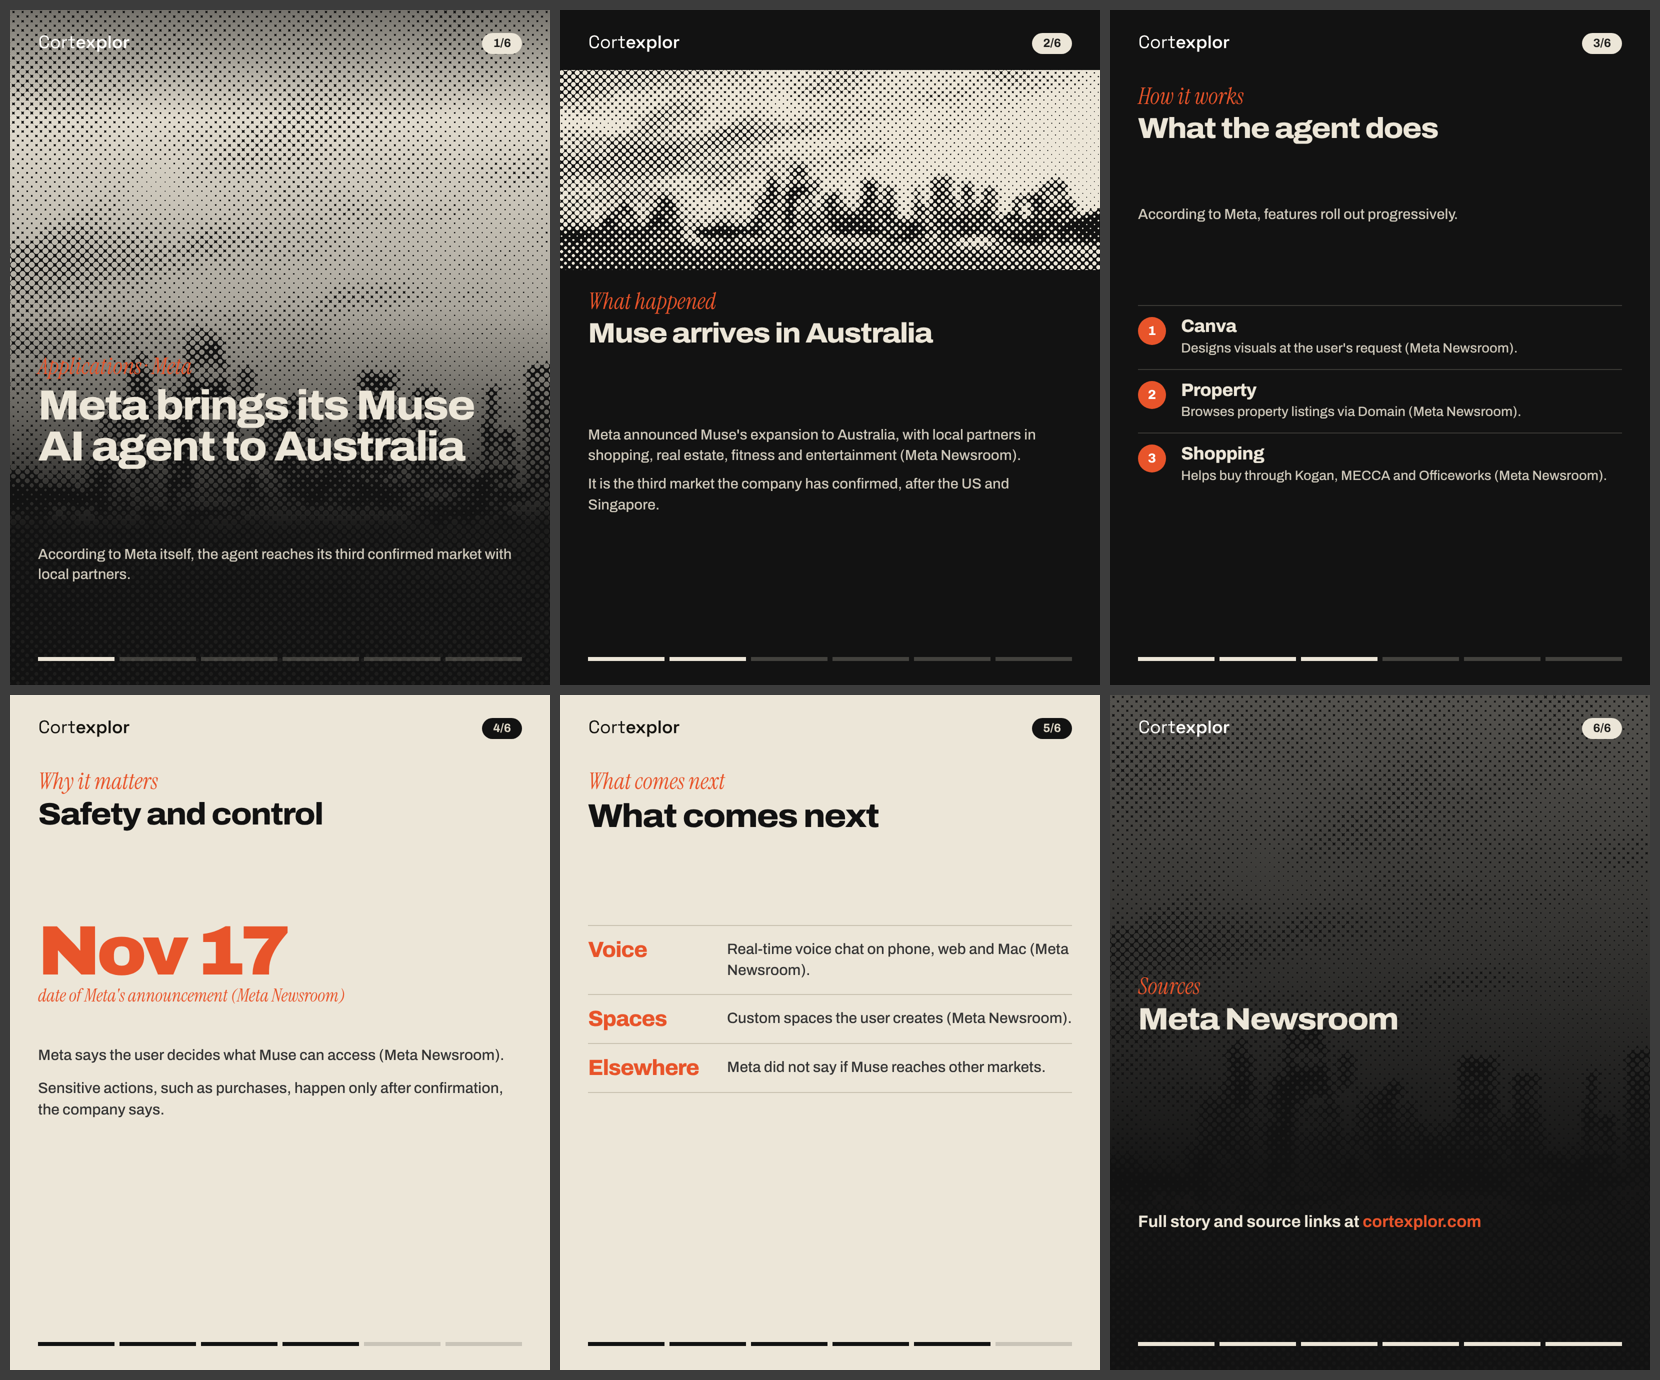 Cortexplor
1/6
Applications · Meta
Meta brings its Muse
AI agent to Australia
According to Meta itself, the agent reaches its third confirmed market with
local partners.
Cortexplor
2/6
What happened
Muse arrives in Australia
Meta announced Muse's expansion to Australia, with local partners in
shopping, real estate, fitness and entertainment (Meta Newsroom).
It is the third market the company has confirmed, after the US and
Singapore.
Cortexplor
3/6
How it works
What the agent does
According to Meta, features roll out progressively.
1
Canva
Designs visuals at the user's request (Meta Newsroom).
2
Property
Browses property listings via Domain (Meta Newsroom).
3
Shopping
Helps buy through Kogan, MECCA and Officeworks (Meta Newsroom).
Cortexplor
4/6
Why it matters
Safety and control
Nov 17
date of Meta's announcement (Meta Newsroom)
Meta says the user decides what Muse can access (Meta Newsroom).
Sensitive actions, such as purchases, happen only after confirmation,
the company says.
Cortexplor
5/6
What comes next
What comes next
Voice
Real-time voice chat on phone, web and Mac (Meta
Newsroom).
Spaces
Custom spaces the user creates (Meta Newsroom).
Elsewhere
Meta did not say if Muse reaches other markets.
Cortexplor
6/6
Sources
Meta Newsroom
Full story and source links at cortexplor.com